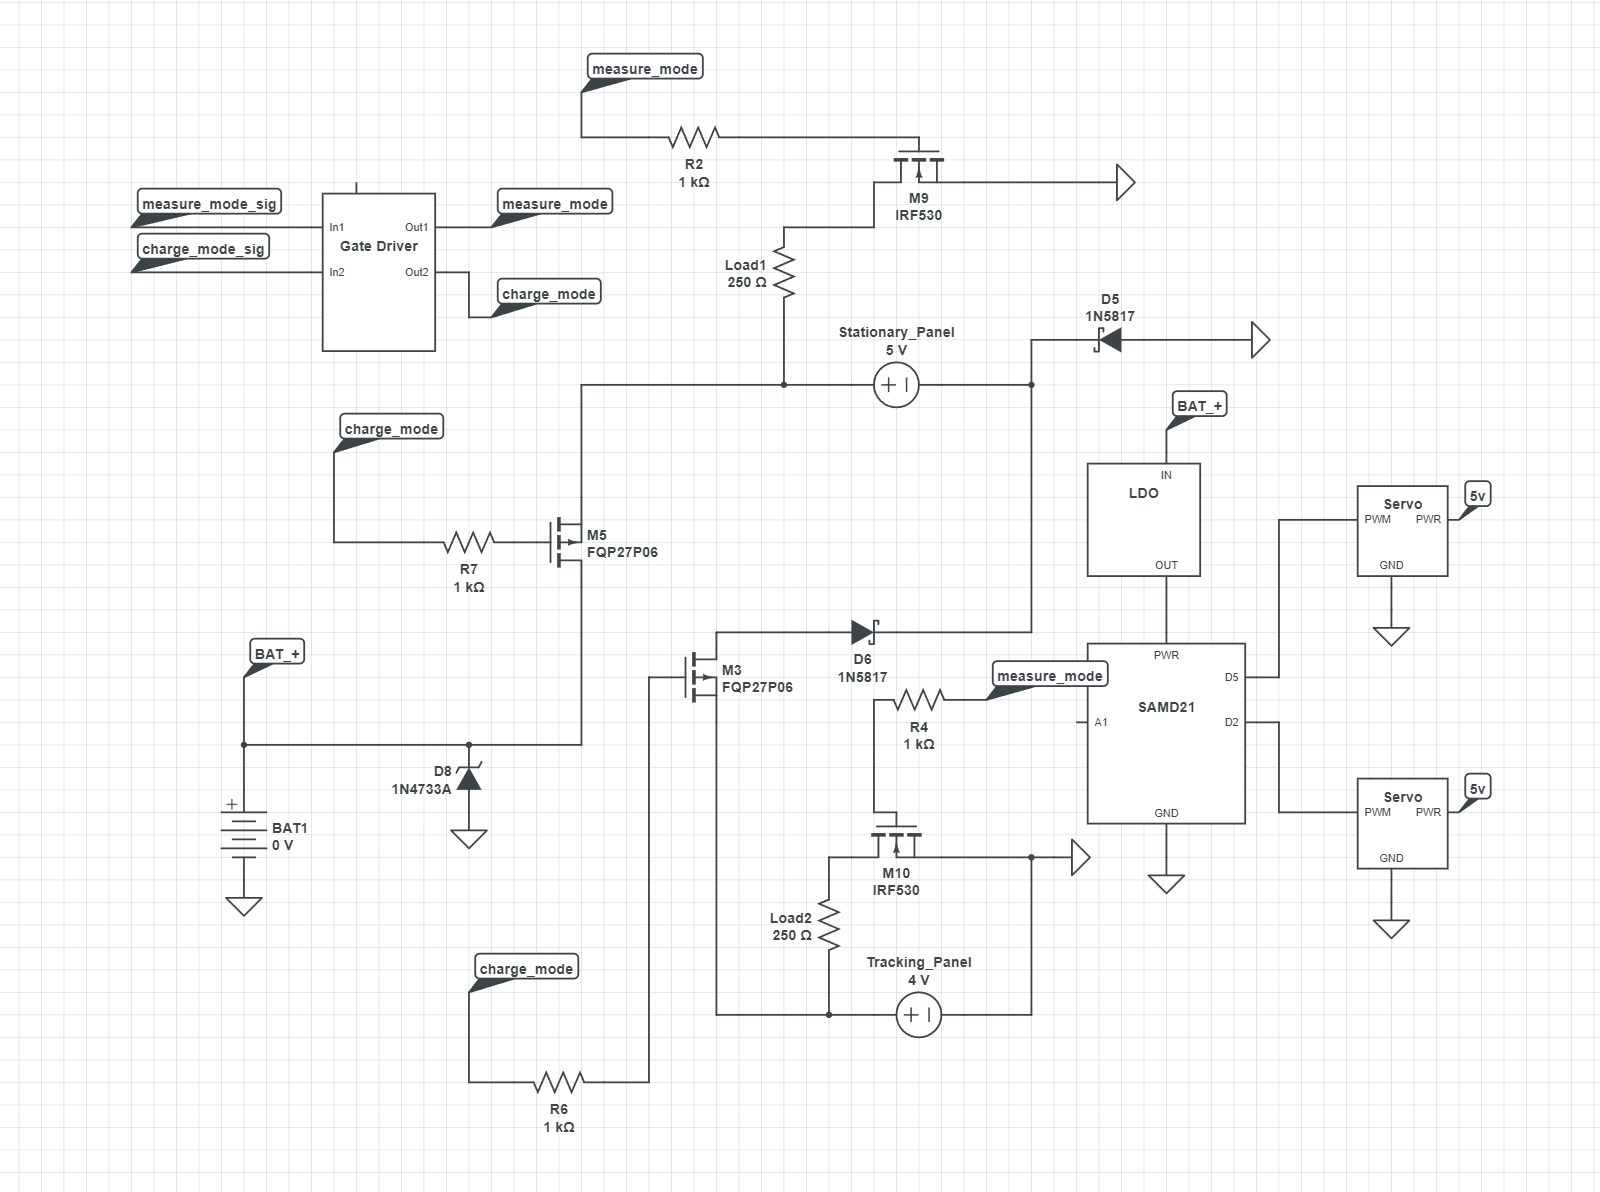 measure_mode
R2
1 kΩ
M9
IRF530
measure_mode_sig
charge_mode_sig
In1
In2
Out1
Out2
Gate Driver
measure_mode
charge_mode
Load1
250 Ω
Stationary_Panel
5 V
+
D5
1N5817
BAT_+
IN
LDO
OUT
charge_mode
R7
1 kΩ
M5
FQP27P06
Servo
PWM PWR
GND
5v
BAT_+
M3
FQP27P06
D6
1N5817
measure_mode
R4
1 kΩ
PWR
SAMD21
A1
D5
D2
GND
D8
1N4733A
+
BAT1
0 V
M10
IRF530
Servo
PWM PWR
GND
5v
Load2
250 Ω
Tracking_Panel
4 V
+
charge_mode
R6
1 kΩ